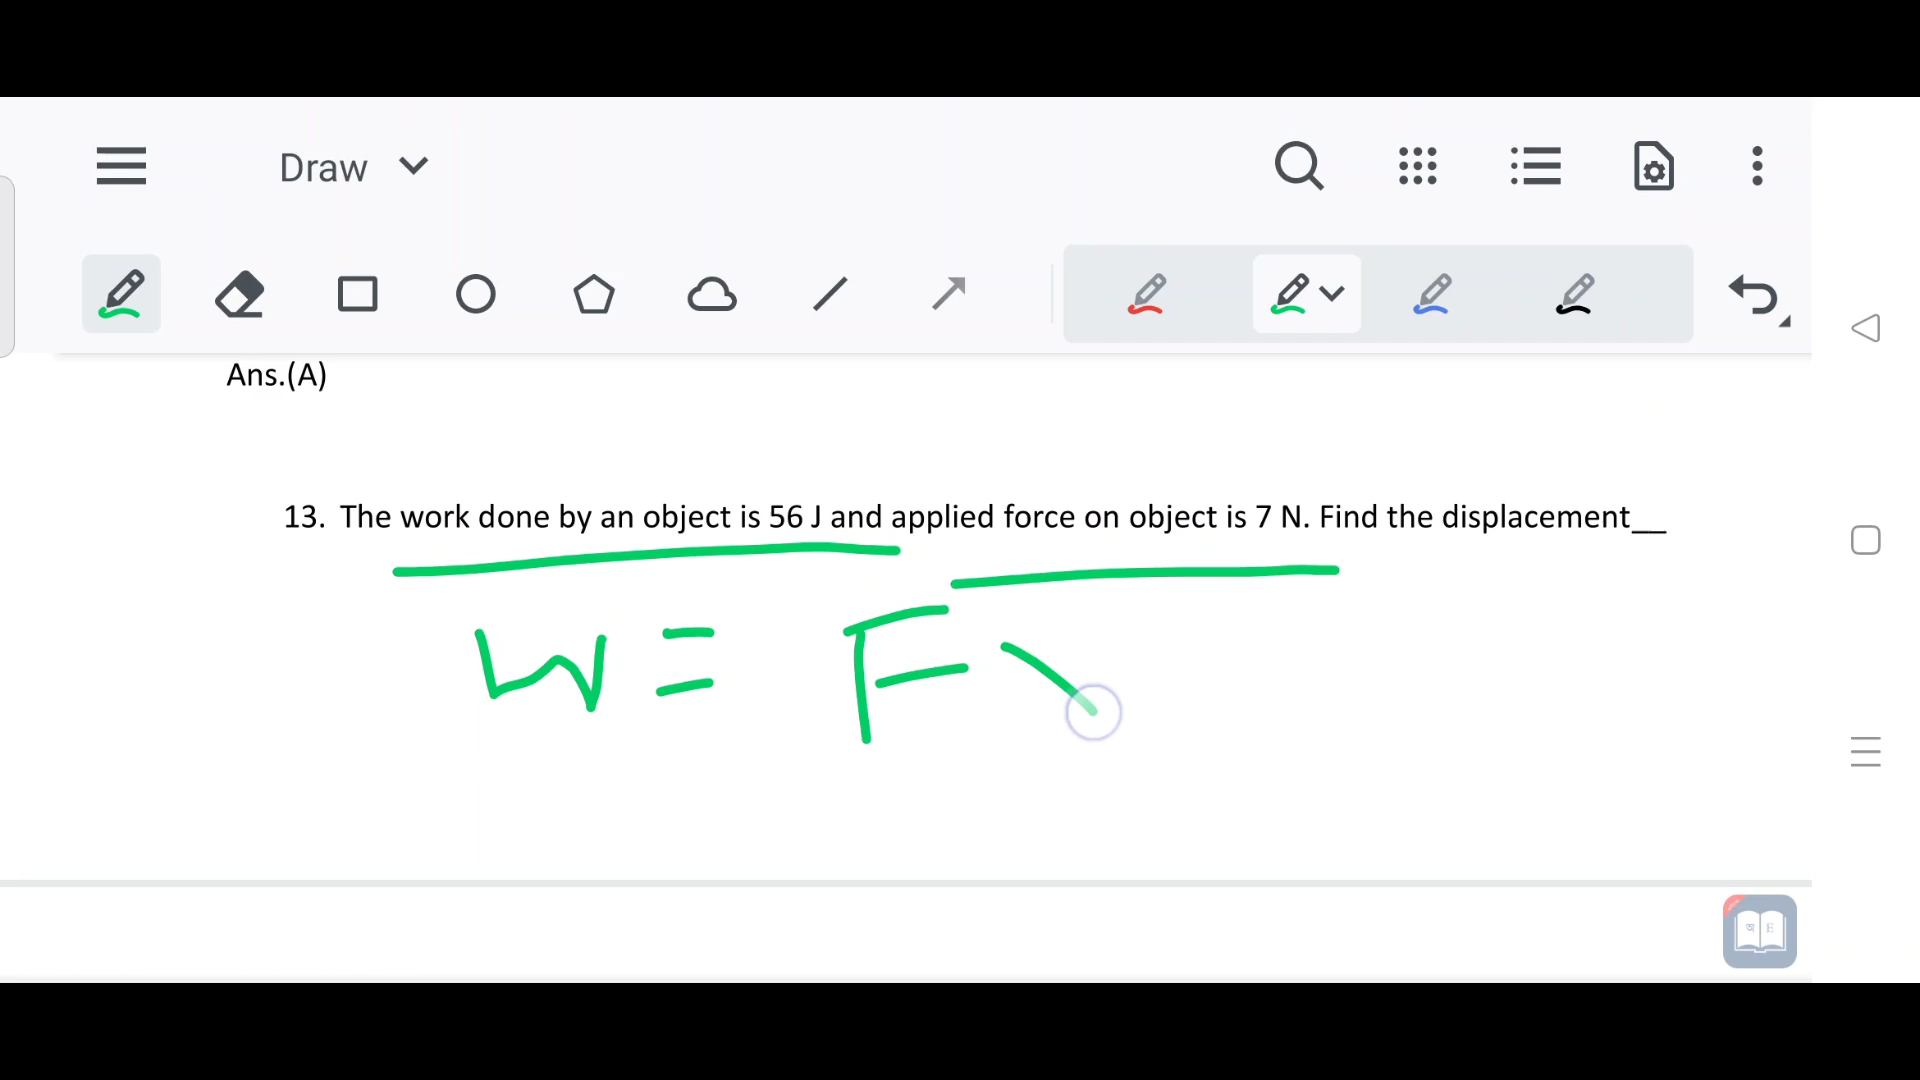 Draw
Ans.(A)
13. The work done by an object is 56 J and applied force on object is 7 N. Find the displacement__
W = F
অ E